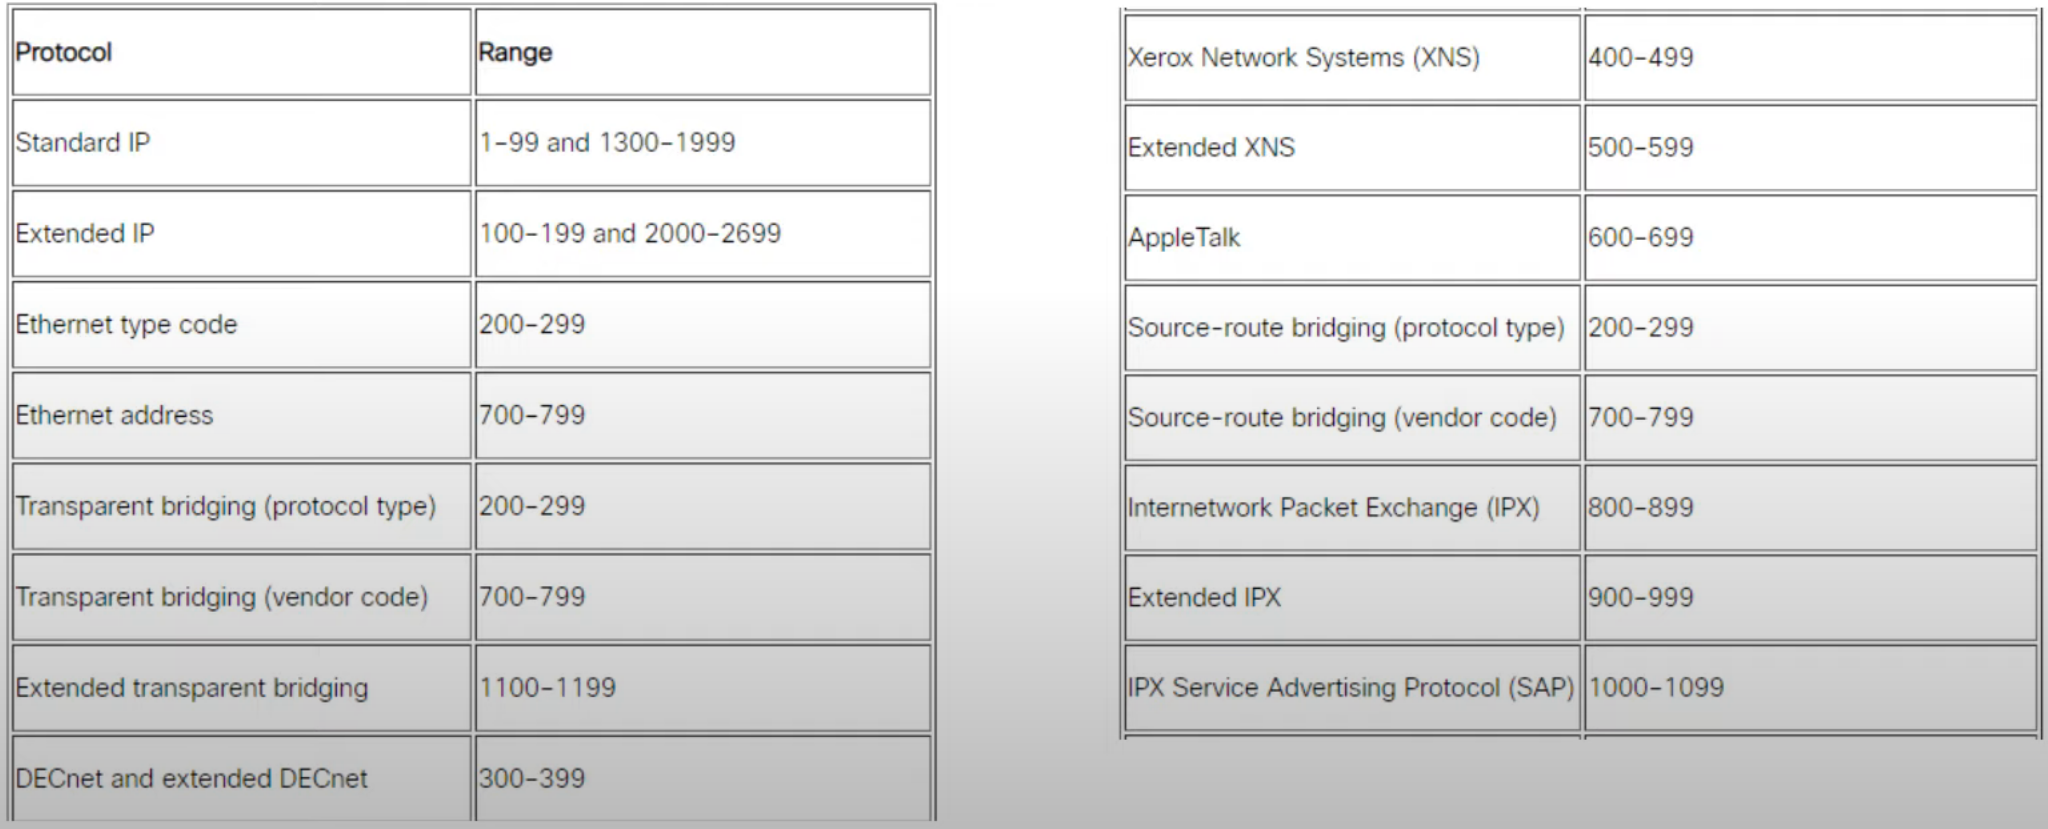 Protocol Range
Standard IP 1-99 and 1300-1999
Extended IP 100-199 and 2000-2699
Ethernet type code 200-299
Ethernet address 700-799
Transparent bridging (protocol type) 200-299
Transparent bridging (vendor code) 700-799
Extended transparent bridging 1100-1199
DECnet and extended DECnet 300-399
Xerox Network Systems (XNS) 400-499
Extended XNS 500-599
AppleTalk 600-699
Source-route bridging (protocol type) 200-299
Source-route bridging (vendor code) 700-799
Internetwork Packet Exchange (IPX) 800-899
Extended IPX 900-999
IPX Service Advertising Protocol (SAP) 1000-1099